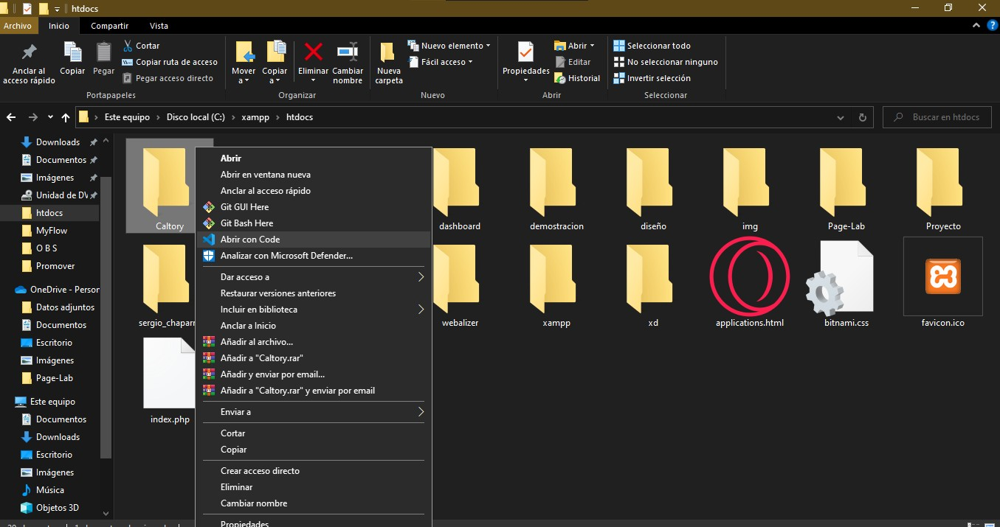 htdocs
Archivo Inicio Compartir Vista
Anclar al acceso rápido
Copiar
Pegar
Cortar
Copiar ruta de acceso
Pegar acceso directo
Portapapeles
Mover a
Copiar a
Eliminar
Cambiar nombre
Organizar
Nueva carpeta
Nuevo elemento
Fácil acceso
Nuevo
Propiedades
Abrir
Editar
Historial
Abrir
Seleccionar todo
No seleccionar ninguno
Invertir selección
Seleccionar
Este equipo > Disco local (C:) > xampp > htdocs
Buscar en htdocs
Downloads
Documentos
Imágenes
Unidad de DV
htdocs
MyFlow
O B S
Promover
OneDrive - Person
Datos adjuntos
Documentos
Escritorio
Imágenes
Page-Lab
Este equipo
Documentos
Downloads
Escritorio
Imágenes
Música
Objetos 3D
Caltory
dashboard
demostracion
diseño
img
Page-Lab
Proyecto
sergio_chaparr
webalizer
xampp
xd
applications.html
bitnami.css
favicon.ico
index.php
Abrir
Abrir en ventana nueva
Anclar al acceso rápido
Git GUI Here
Git Bash Here
Abrir con Code
Analizar con Microsoft Defender...
Dar acceso a
Restaurar versiones anteriores
Incluir en biblioteca
Anclar a Inicio
Añadir al archivo...
Añadir a "Caltory.rar"
Añadir y enviar por email...
Añadir a "Caltory.rar" y enviar por email
Enviar a
Cortar
Copiar
Crear acceso directo
Eliminar
Cambiar nombre
Propiedades